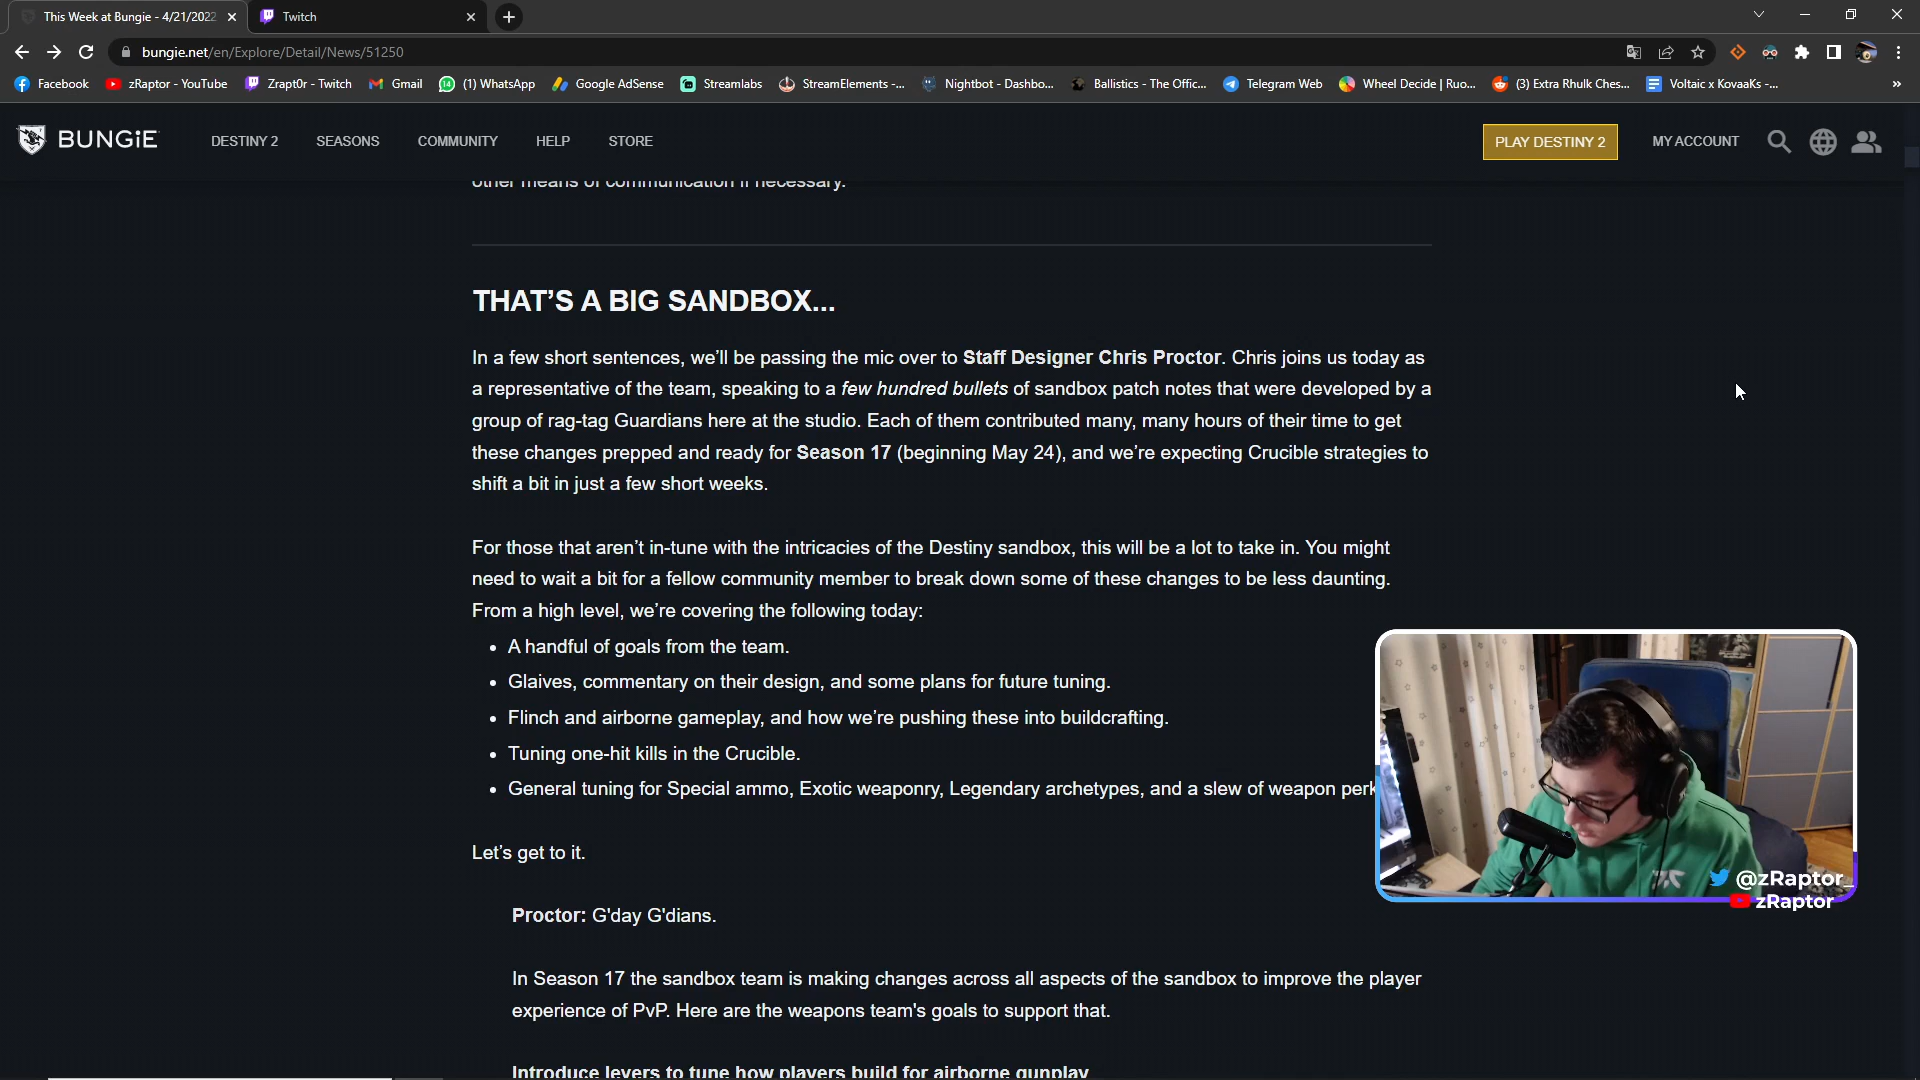 This Week at Bungie - 4/21/2022
Twitch
bungie.net/en/Explore/Detail/News/51250
Facebook
zRaptor - YouTube
Zrapt0r - Twitch
Gmail
(1) WhatsApp
Google AdSense
Streamlabs
StreamElements -...
Nightbot - Dashbo...
Ballistics - The Offic...
Telegram Web
Wheel Decide | Ruo...
(3) Extra Rhulk Ches...
Voltaic x KovaaKs -...
»
BUNGiE
DESTINY 2
SEASONS
COMMUNITY
HELP
STORE
PLAY DESTINY 2
MY ACCOUNT
other means of communication if necessary.
THAT’S A BIG SANDBOX...
In a few short sentences, we’ll be passing the mic over to Staff Designer Chris Proctor. Chris joins us today as
a representative of the team, speaking to a few hundred bullets of sandbox patch notes that were developed by a
group of rag-tag Guardians here at the studio. Each of them contributed many, many hours of their time to get
these changes prepped and ready for Season 17 (beginning May 24), and we’re expecting Crucible strategies to
shift a bit in just a few short weeks.
For those that aren’t in-tune with the intricacies of the Destiny sandbox, this will be a lot to take in. You might
need to wait a bit for a fellow community member to break down some of these changes to be less daunting.
From a high level, we’re covering the following today:
• A handful of goals from the team.
• Glaives, commentary on their design, and some plans for future tuning.
• Flinch and airborne gameplay, and how we’re pushing these into buildcrafting.
• Tuning one-hit kills in the Crucible.
• General tuning for Special ammo, Exotic weaponry, Legendary archetypes, and a slew of weapon perk
Let’s get to it.
Proctor: G'day G'dians.
In Season 17 the sandbox team is making changes across all aspects of the sandbox to improve the player
experience of PvP. Here are the weapons team's goals to support that.
Introduce levers to tune how players build for airborne gunplay
@zRaptor_
zRaptor